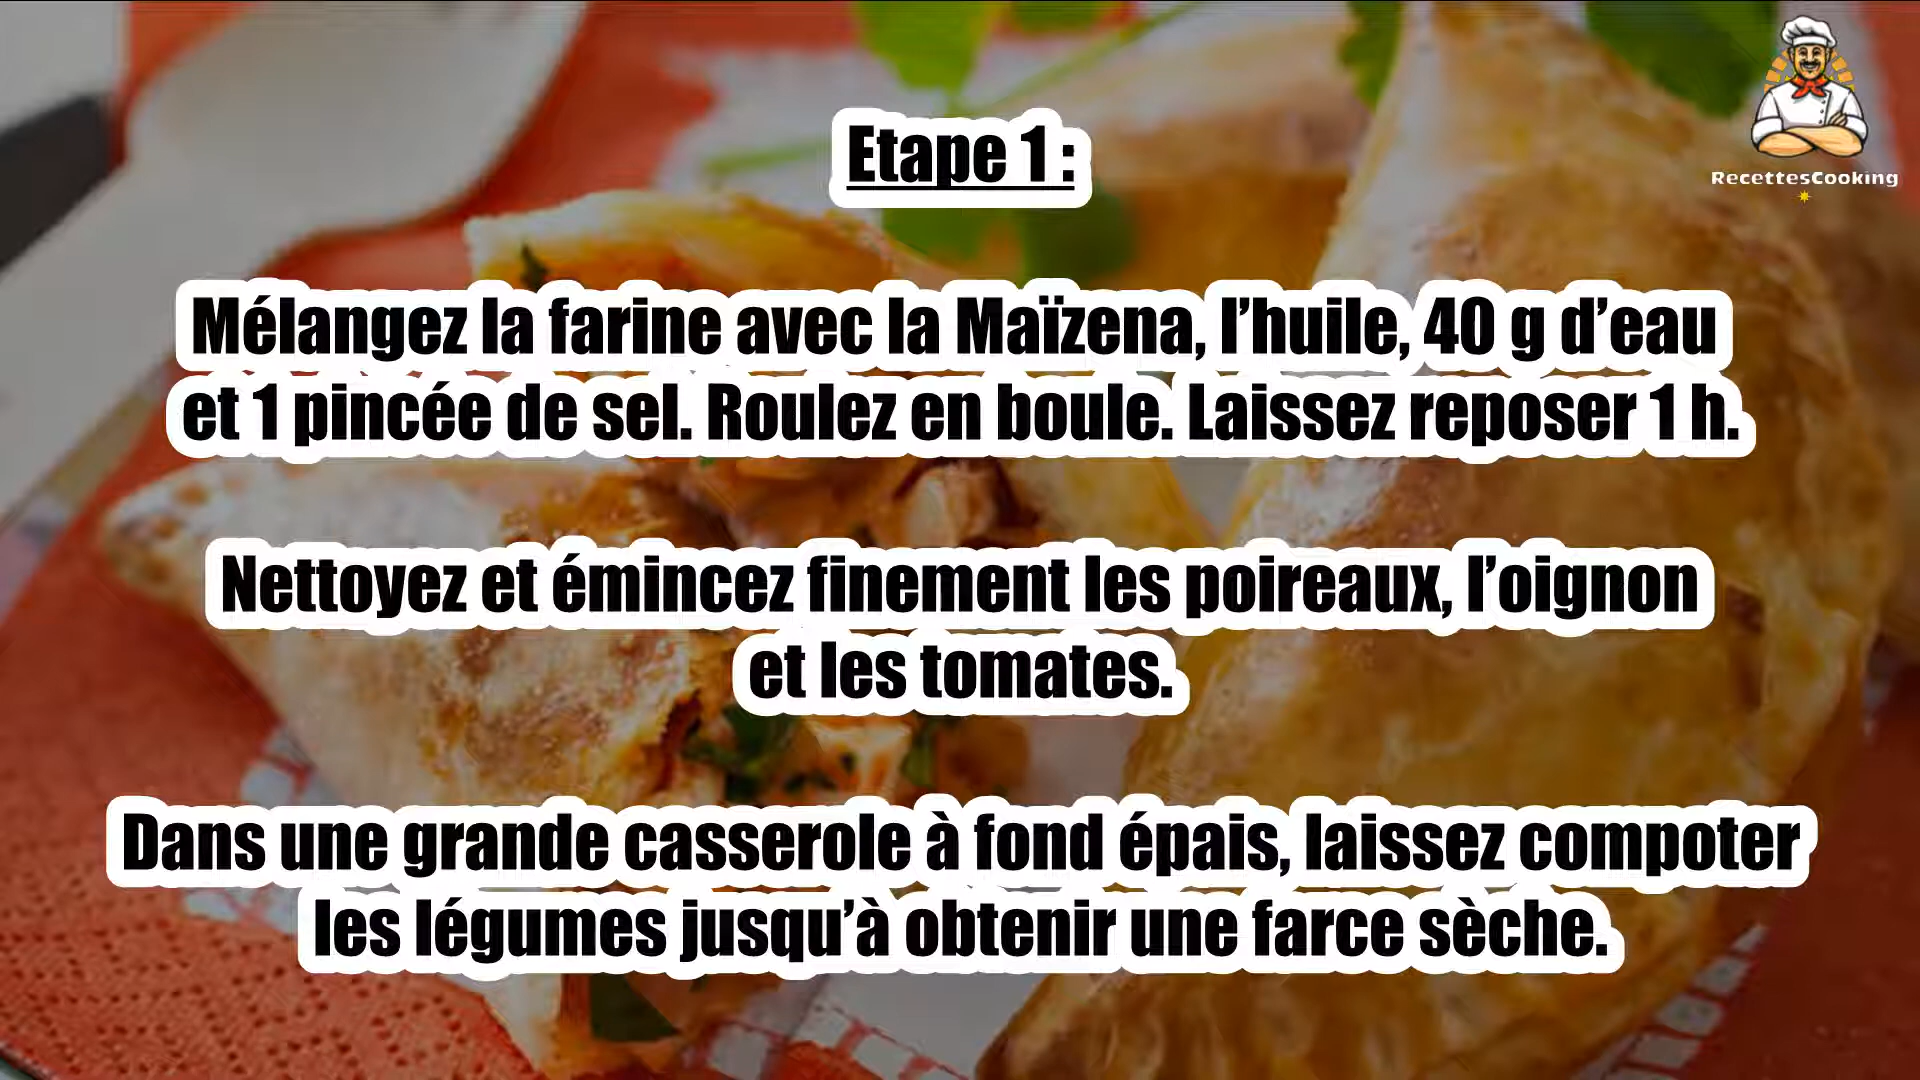 RecettesCooking
Etape 1 :
Mélangez la farine avec la Maïzena, l’huile, 40 g d’eau
et 1 pincée de sel. Roulez en boule. Laissez reposer 1 h.
Nettoyez et émincez finement les poireaux, l’oignon
et les tomates.
Dans une grande casserole à fond épais, laissez compoter
les légumes jusqu’à obtenir une farce sèche.